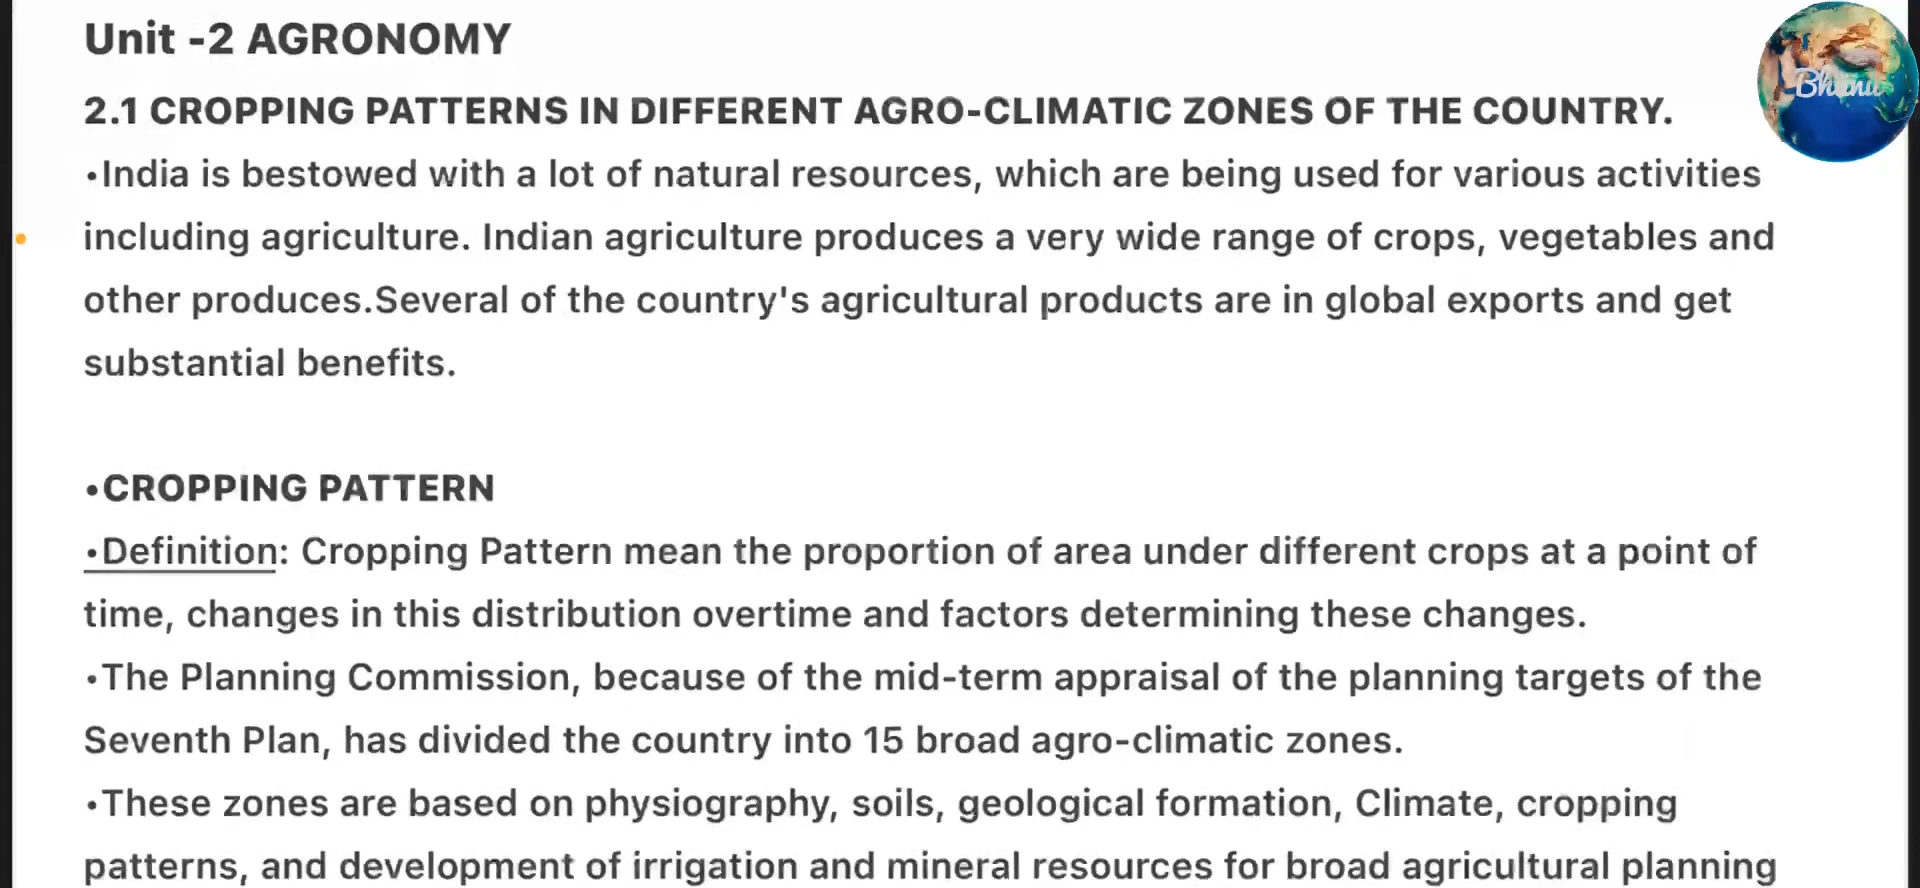 Unit -2 AGRONOMY
2.1 CROPPING PATTERNS IN DIFFERENT AGRO-CLIMATIC ZONES OF THE COUNTRY.
•India is bestowed with a lot of natural resources, which are being used for various activities
including agriculture. Indian agriculture produces a very wide range of crops, vegetables and
other produces.Several of the country's agricultural products are in global exports and get
substantial benefits.
•CROPPING PATTERN
•Definition: Cropping Pattern mean the proportion of area under different crops at a point of
time, changes in this distribution overtime and factors determining these changes.
•The Planning Commission, because of the mid-term appraisal of the planning targets of the
Seventh Plan, has divided the country into 15 broad agro-climatic zones.
•These zones are based on physiography, soils, geological formation, Climate, cropping
patterns, and development of irrigation and mineral resources for broad agricultural planning
Bhanu